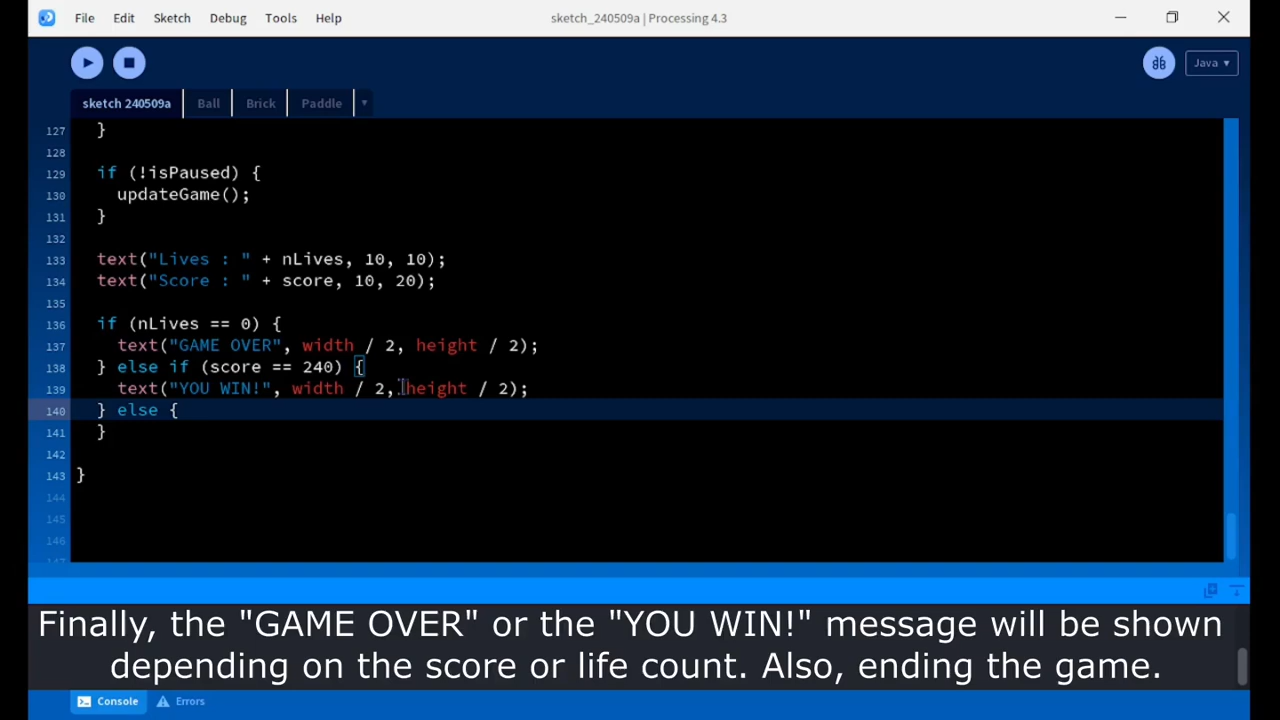 File Edit Sketch Debug Tools Help sketch_240509a | Processing 4.3
Java ▾
sketch 240509a Ball Brick Paddle ▾
127 }
128
129 if (!isPaused) {
130 updateGame();
131 }
132
133 text("Lives : " + nLives, 10, 10);
134 text("Score : " + score, 10, 20);
135
136 if (nLives == 0) {
137 text("GAME OVER", width / 2, height / 2);
138 } else if (score == 240) {
139 text("YOU WIN!", width / 2, height / 2);
140 } else {
141 }
142
143 }
144
145
146
147
Finally, the "GAME OVER" or the "YOU WIN!" message will be shown
depending on the score or life count. Also, ending the game.
Console Errors